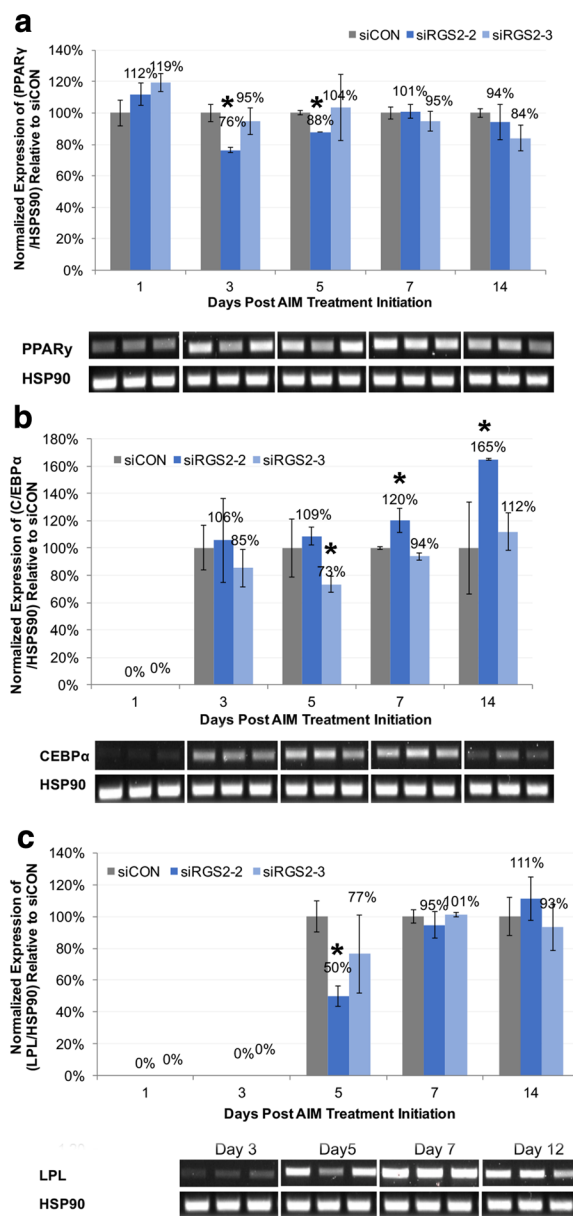 a
siCON siRGS2-2 siRGS2-3
Normalized Expression of (PPARγ
/HSPS90) Relative to siCON
140%
120%
100%
80%
60%
40%
20%
0%
112% 119%
* 76% 95%
* 88% 104%
101% 95%
94% 84%
1 3 5 7 14
Days Post AIM Treatment Initiation
PPARγ
HSP90
b
siCON siRGS2-2 siRGS2-3
Normalized Expression of (C/EBPα
/HSPS90) Relative to siCON
180%
160%
140%
120%
100%
80%
60%
40%
20%
0%
0% 0%
106% 85%
109% * 73%
* 120% 94%
* 165% 112%
1 3 5 7 14
Days Post AIM Treatment Initiation
CEBPα
HSP90
c
siCON siRGS2-2 siRGS2-3
Normalized Expression of
(LPL/HSP90) Relative to siCON
140%
120%
100%
80%
60%
40%
20%
0%
0% 0%
0% 0%
* 50% 77%
95% 101%
111% 93%
1 3 5 7 14
Days Post AIM Treatment Initiation
Day 3 Day5 Day 7 Day 12
LPL
HSP90